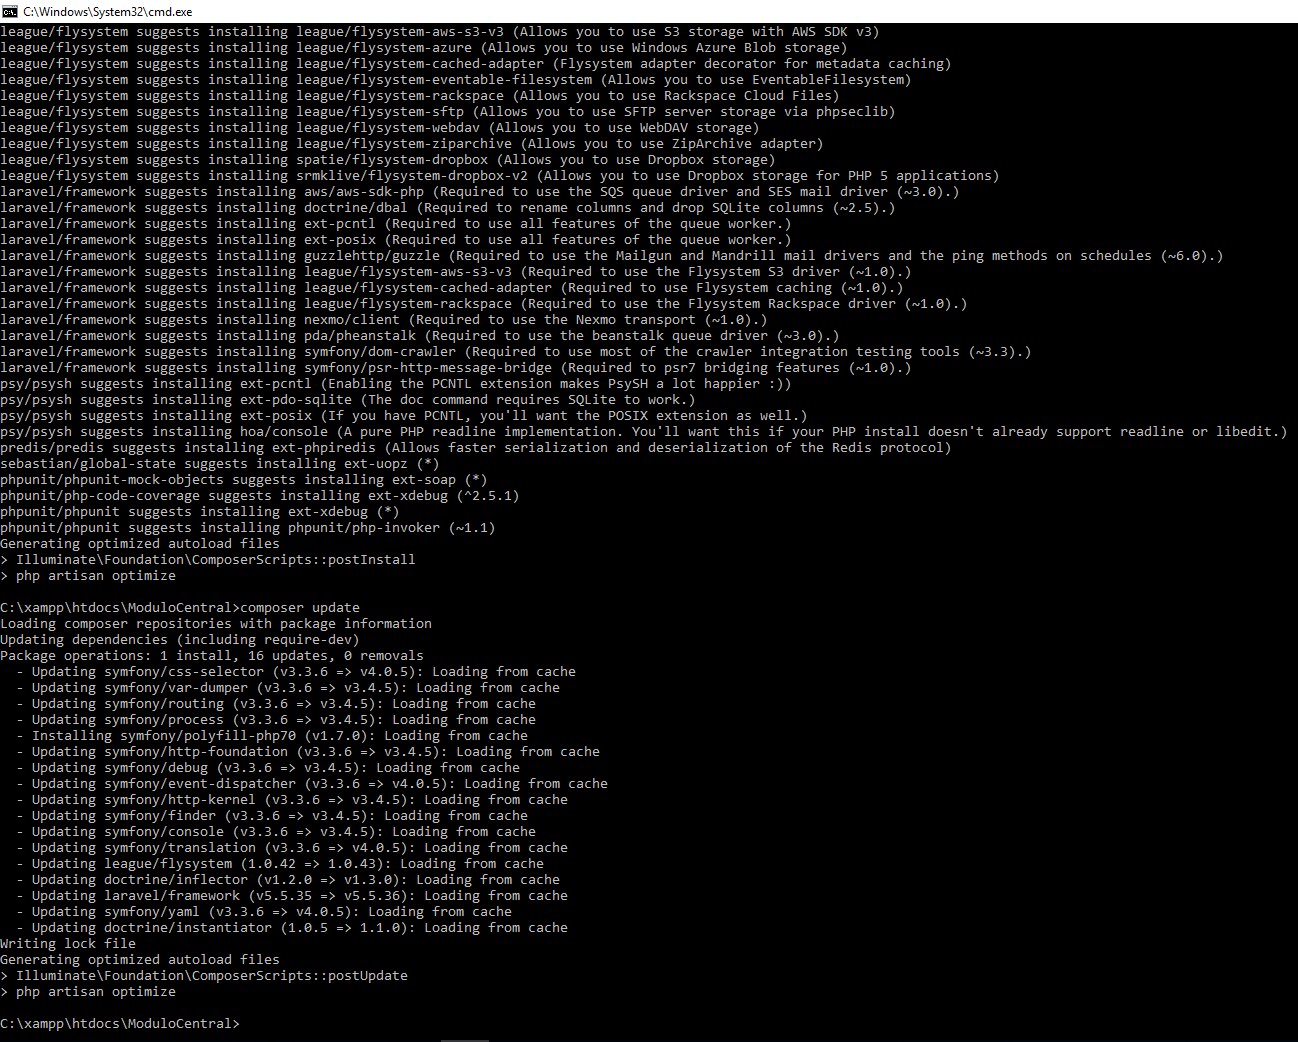 C:\Windows\System32\cmd.exe
league/flysystem suggests installing league/flysystem-aws-s3-v3 (Allows you to use S3 storage with AWS SDK v3)
league/flysystem suggests installing league/flysystem-azure (Allows you to use Windows Azure Blob storage)
league/flysystem suggests installing league/flysystem-cached-adapter (Flysystem adapter decorator for metadata caching)
league/flysystem suggests installing league/flysystem-eventable-filesystem (Allows you to use EventableFilesystem)
league/flysystem suggests installing league/flysystem-rackspace (Allows you to use Rackspace Cloud Files)
league/flysystem suggests installing league/flysystem-sftp (Allows you to use SFTP server storage via phpseclib)
league/flysystem suggests installing league/flysystem-webdav (Allows you to use WebDAV storage)
league/flysystem suggests installing league/flysystem-ziparchive (Allows you to use ZipArchive adapter)
league/flysystem suggests installing spatie/flysystem-dropbox (Allows you to use Dropbox storage)
league/flysystem suggests installing srmklive/flysystem-dropbox-v2 (Allows you to use Dropbox storage for PHP 5 applications)
laravel/framework suggests installing aws/aws-sdk-php (Required to use the SQS queue driver and SES mail driver (~3.0).)
laravel/framework suggests installing doctrine/dbal (Required to rename columns and drop SQLite columns (~2.5).)
laravel/framework suggests installing ext-pcntl (Required to use all features of the queue worker.)
laravel/framework suggests installing ext-posix (Required to use all features of the queue worker.)
laravel/framework suggests installing guzzlehttp/guzzle (Required to use the Mailgun and Mandrill mail drivers and the ping methods on schedules (~6.0).)
laravel/framework suggests installing league/flysystem-aws-s3-v3 (Required to use the Flysystem S3 driver (~1.0).)
laravel/framework suggests installing league/flysystem-cached-adapter (Required to use Flysystem caching (~1.0).)
laravel/framework suggests installing league/flysystem-rackspace (Required to use the Flysystem Rackspace driver (~1.0).)
laravel/framework suggests installing nexmo/client (Required to use the Nexmo transport (~1.0).)
laravel/framework suggests installing pda/pheanstalk (Required to use the beanstalk queue driver (~3.0).)
laravel/framework suggests installing symfony/dom-crawler (Required to use most of the crawler integration testing tools (~3.3).)
laravel/framework suggests installing symfony/psr-http-message-bridge (Required to psr7 bridging features (~1.0).)
psy/psysh suggests installing ext-pcntl (Enabling the PCNTL extension makes PsySH a lot happier :))
psy/psysh suggests installing ext-pdo-sqlite (The doc command requires SQLite to work.)
psy/psysh suggests installing ext-posix (If you have PCNTL, you'll want the POSIX extension as well.)
psy/psysh suggests installing hoa/console (A pure PHP readline implementation. You'll want this if your PHP install doesn't already support readline or libedit.)
predis/predis suggests installing ext-phpiredis (Allows faster serialization and deserialization of the Redis protocol)
sebastian/global-state suggests installing ext-uopz (*)
phpunit/phpunit-mock-objects suggests installing ext-soap (*)
phpunit/php-code-coverage suggests installing ext-xdebug (^2.5.1)
phpunit/phpunit suggests installing ext-xdebug (*)
phpunit/phpunit suggests installing phpunit/php-invoker (~1.1)
Generating optimized autoload files
> Illuminate\Foundation\ComposerScripts::postInstall
> php artisan optimize
C:\xampp\htdocs\ModuloCentral>composer update
Loading composer repositories with package information
Updating dependencies (including require-dev)
Package operations: 1 install, 16 updates, 0 removals
- Updating symfony/css-selector (v3.3.6 => v4.0.5): Loading from cache
- Updating symfony/var-dumper (v3.3.6 => v3.4.5): Loading from cache
- Updating symfony/routing (v3.3.6 => v3.4.5): Loading from cache
- Updating symfony/process (v3.3.6 => v3.4.5): Loading from cache
- Installing symfony/polyfill-php70 (v1.7.0): Loading from cache
- Updating symfony/http-foundation (v3.3.6 => v3.4.5): Loading from cache
- Updating symfony/debug (v3.3.6 => v3.4.5): Loading from cache
- Updating symfony/event-dispatcher (v3.3.6 => v4.0.5): Loading from cache
- Updating symfony/http-kernel (v3.3.6 => v3.4.5): Loading from cache
- Updating symfony/finder (v3.3.6 => v3.4.5): Loading from cache
- Updating symfony/console (v3.3.6 => v3.4.5): Loading from cache
- Updating symfony/translation (v3.3.6 => v4.0.5): Loading from cache
- Updating league/flysystem (1.0.42 => 1.0.43): Loading from cache
- Updating doctrine/inflector (v1.2.0 => v1.3.0): Loading from cache
- Updating laravel/framework (v5.5.35 => v5.5.36): Loading from cache
- Updating symfony/yaml (v3.3.6 => v4.0.5): Loading from cache
- Updating doctrine/instantiator (1.0.5 => 1.1.0): Loading from cache
Writing lock file
Generating optimized autoload files
> Illuminate\Foundation\ComposerScripts::postUpdate
> php artisan optimize
C:\xampp\htdocs\ModuloCentral>